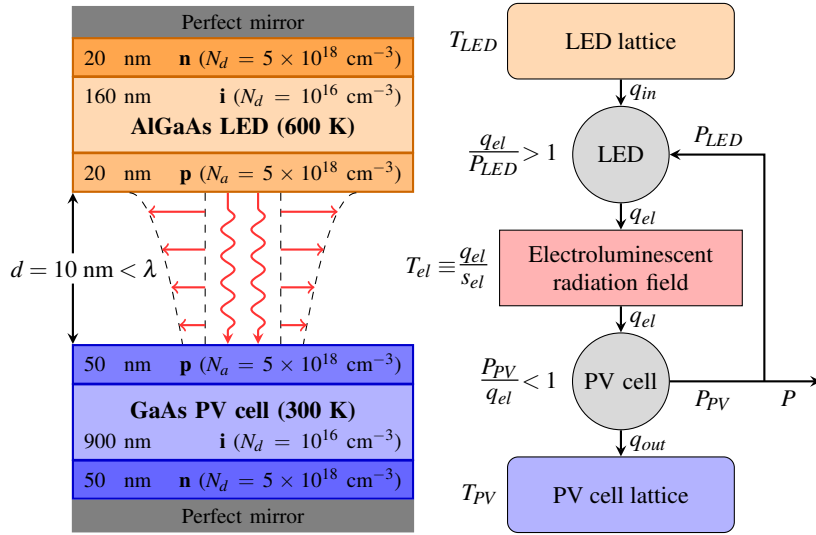 Perfect mirror
20 nm n (N_d = 5 × 10^18 cm^−3)
160 nm i (N_d = 10^16 cm^−3)
AlGaAs LED (600 K)
20 nm p (N_a = 5 × 10^18 cm^−3)
d = 10 nm < λ
50 nm p (N_a = 5 × 10^18 cm^−3)
GaAs PV cell (300 K)
900 nm i (N_d = 10^16 cm^−3)
50 nm n (N_d = 5 × 10^18 cm^−3)
Perfect mirror
T_LED
LED lattice
q_in
P_LED
q_el/P_LED > 1
LED
q_el
T_el ≡ q_el/s_el
Electroluminescent
radiation field
q_el
P_PV/q_el < 1
PV cell
P_PV
P
q_out
T_PV
PV cell lattice